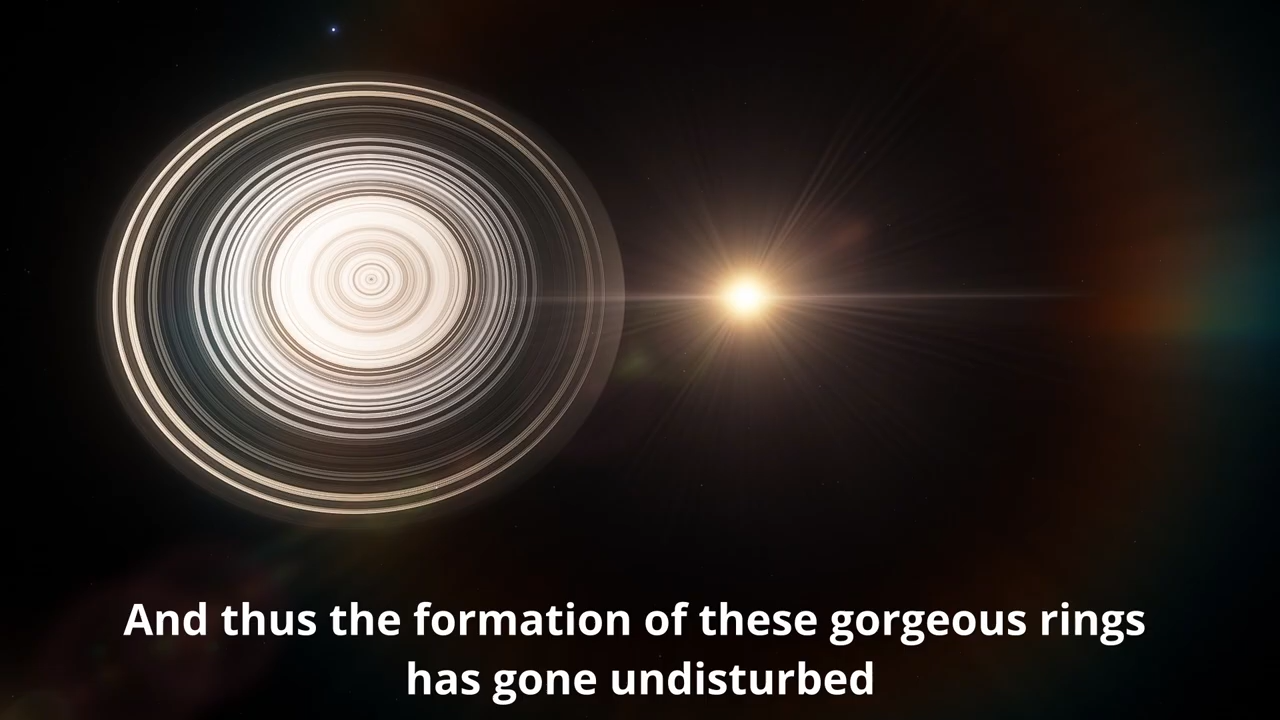 And thus the formation of these gorgeous rings
has gone undisturbed